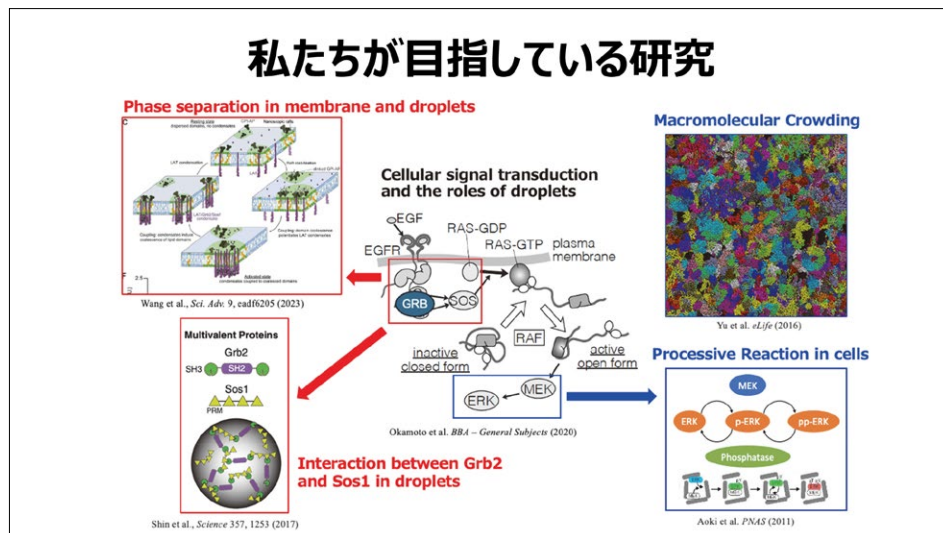 私たちが目指している研究
Phase separation in membrane and droplets
C
LAT condensation
2.5
Wang et al., Sci. Adv. 9, eadf6205 (2023)
Multivalent Proteins
Grb2
SH3
SH2
Sos1
PRM
Shin et al., Science 357, 1253 (2017)
Interaction between Grb2
and Sos1 in droplets
Cellular signal transduction
and the roles of droplets
EGF
EGFR
RAS-GDP
RAS-GTP
plasma
membrane
GRB
SOS
RAF
inactive
closed form
active
open form
MEK
ERK
Okamoto et al. BBA – General Subjects (2020)
Macromolecular Crowding
Yu et al. eLife (2016)
Processive Reaction in cells
MEK
ERK
p-ERK
pp-ERK
Phosphatase
Aoki et al. PNAS (2011)